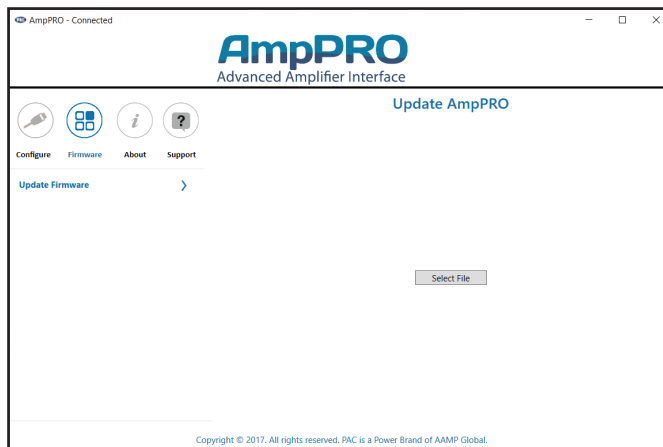 PAC AmpPRO - Connected
AmpPRO
Advanced Amplifier Interface
Update AmpPRO
Configure Firmware About Support
Update Firmware
Select File
Copyright © 2017. All rights reserved. PAC is a Power Brand of AAMP Global.